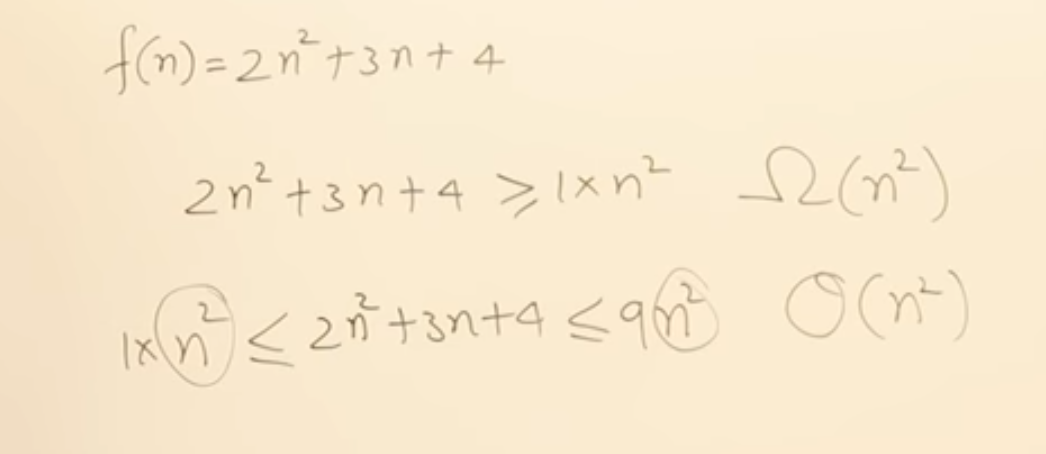 f(n) = 2n² + 3n + 4
2n² + 3n + 4 ≥ 1 × n² Ω(n²)
1 × n² ≤ 2n² + 3n + 4 ≤ 9n² O(n²)